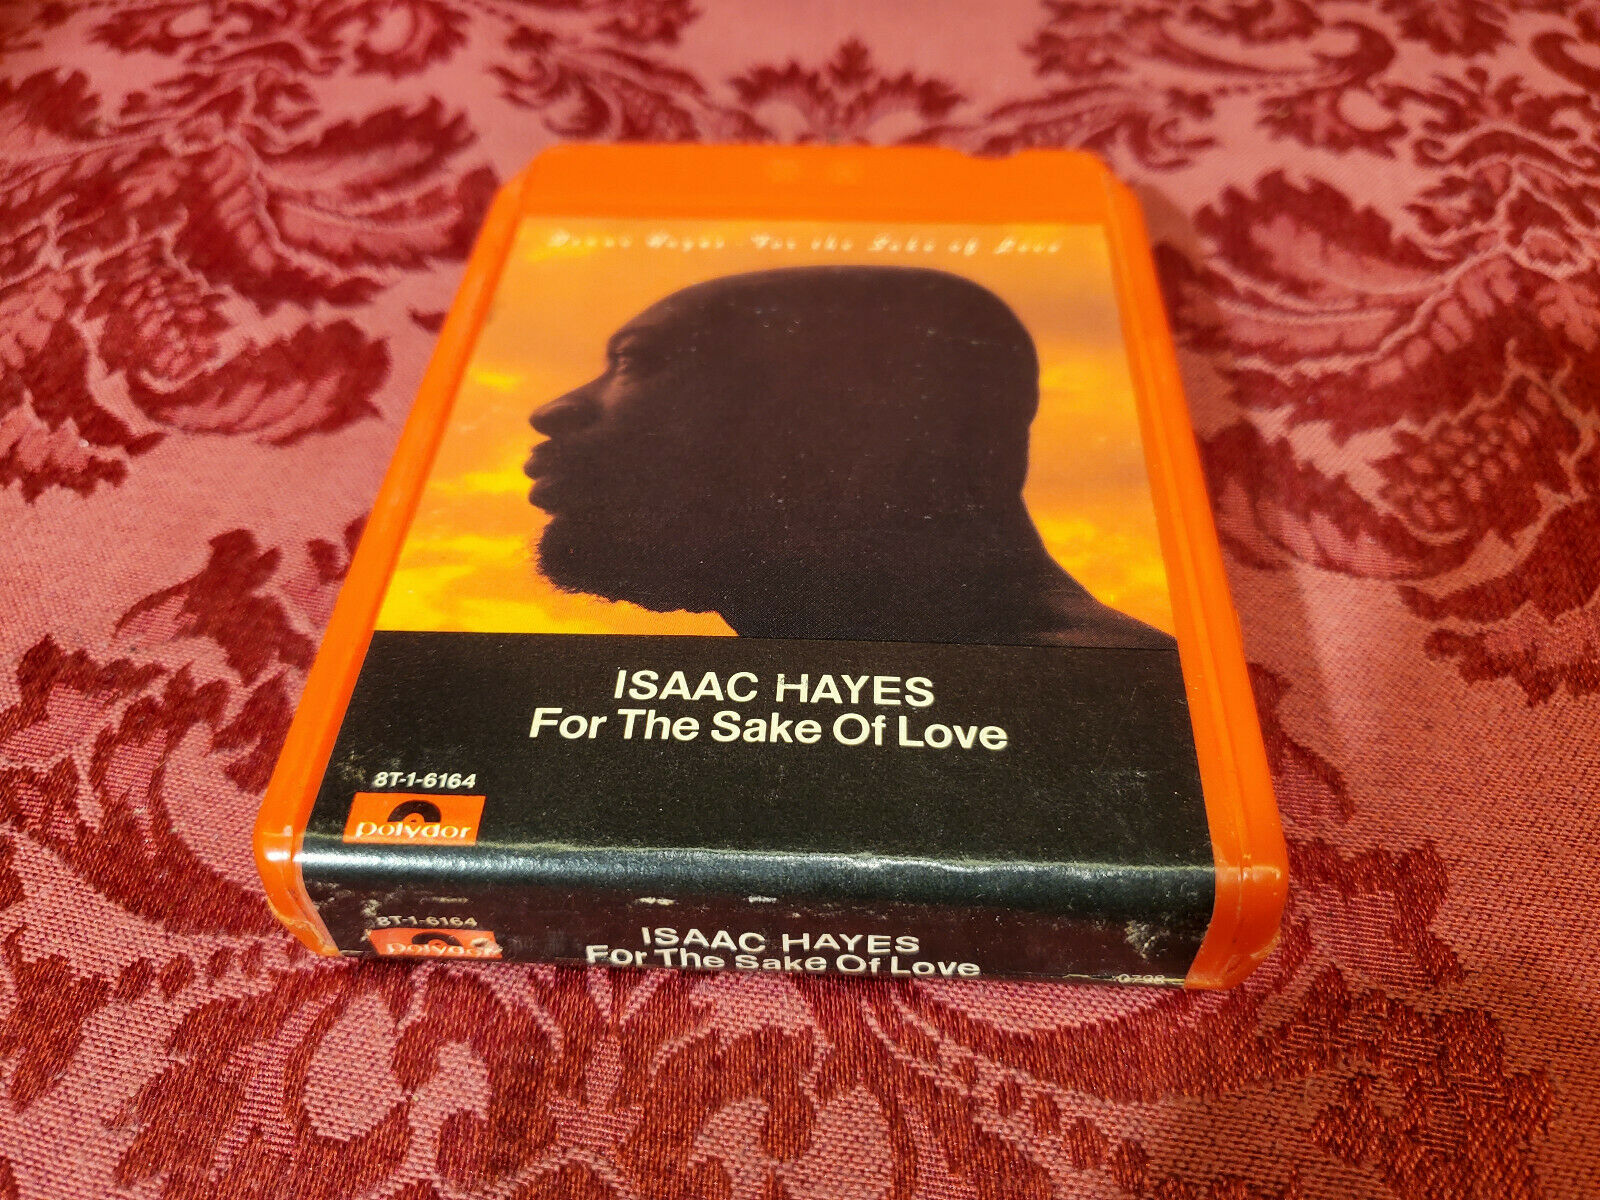 Isaac Hayes · For the Sake of Love
ISAAC HAYES
For The Sake Of Love
8T-1-6164
polydor
8T-1-6164
polydor
ISAAC HAYES
For The Sake Of Love